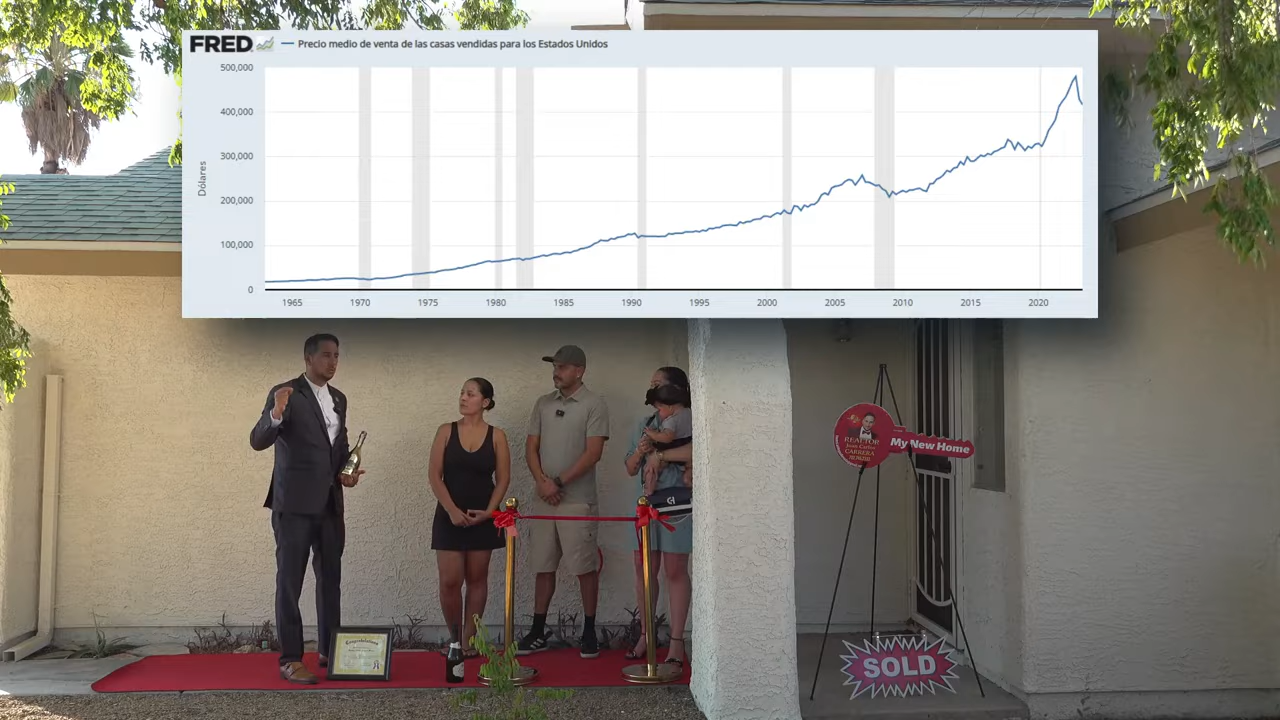 FRED
Precio medio de venta de las casas vendidas para los Estados Unidos
Dólares
500,000
400,000
300,000
200,000
100,000
0
1965 1970 1975 1980 1985 1990 1995 2000 2005 2010 2015 2020
REALTOR
My New Home
Congratulations
SOLD